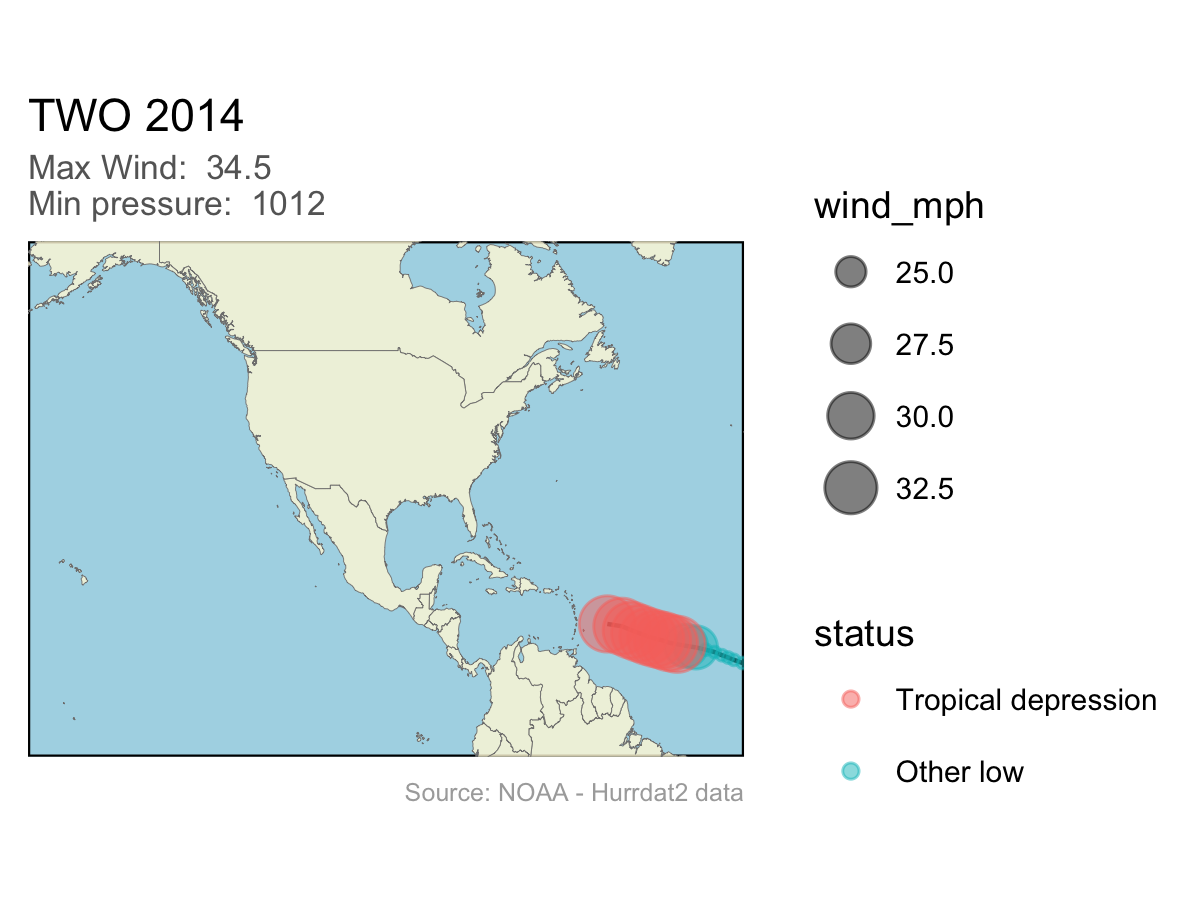 TWO 2014
Max Wind:  34.5
Min pressure:  1012
wind_mph
25.0
27.5
30.0
32.5
status
Tropical depression
Other low
Source: NOAA - Hurrdat2 data